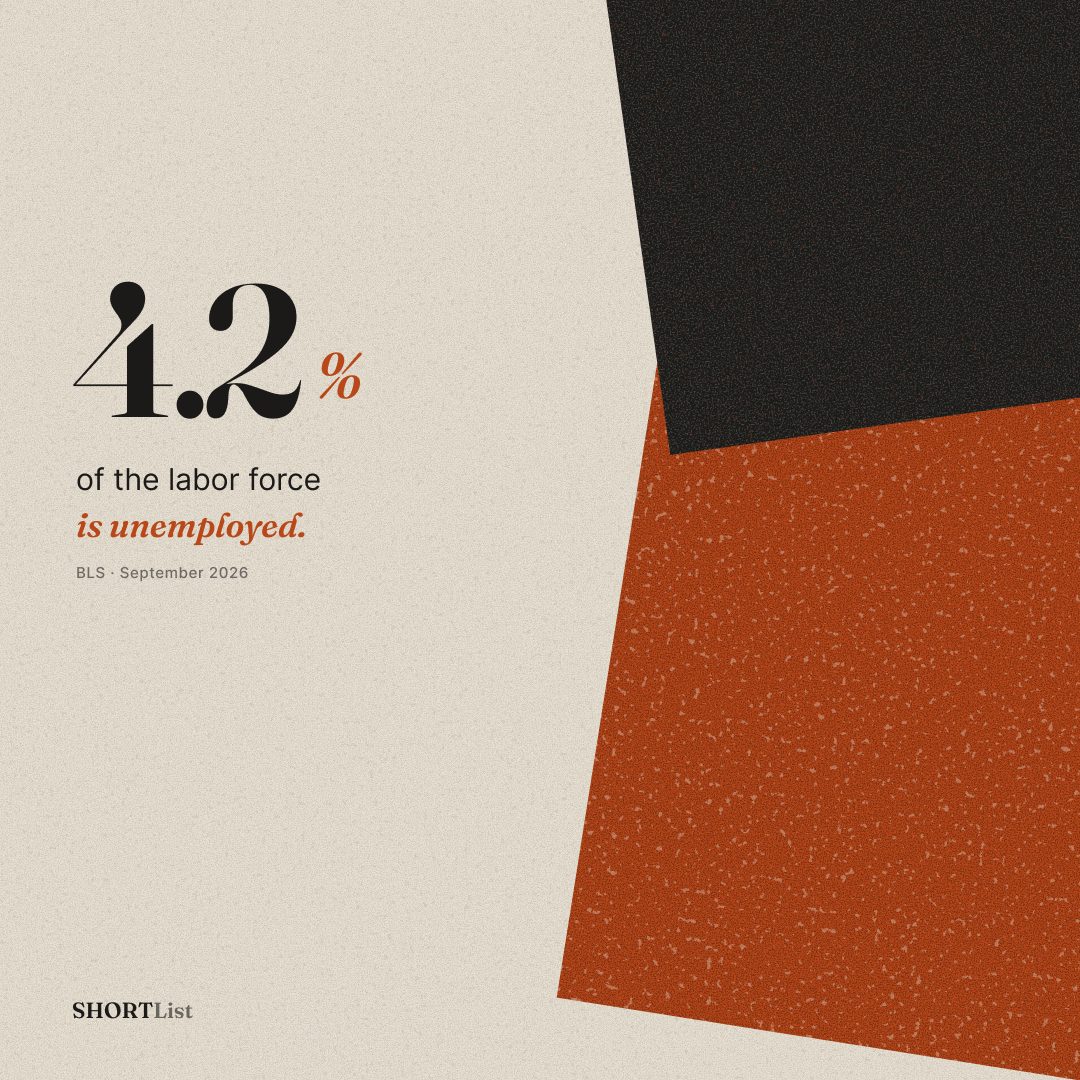 4.2%
of the labor force
is unemployed.
BLS · September 2026
SHORTList